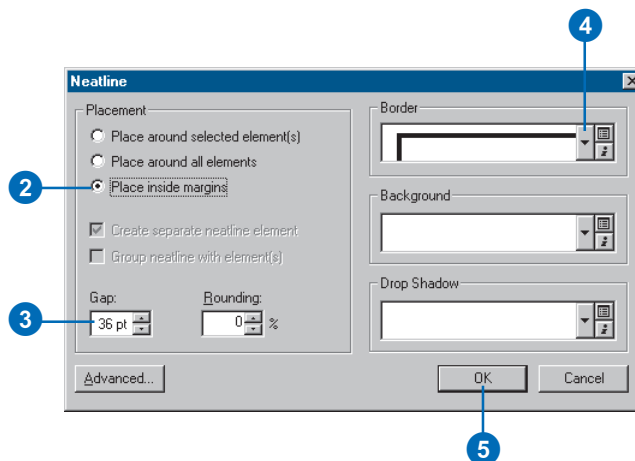 4
Neatline
Placement
Place around selected element(s)
Place around all elements
2
Place inside margins
Create separate neatline element
Group neatline with element(s)
Gap:
Rounding:
3
36 pt
0
%
Border
Background
Drop Shadow
Advanced...
OK
Cancel
5